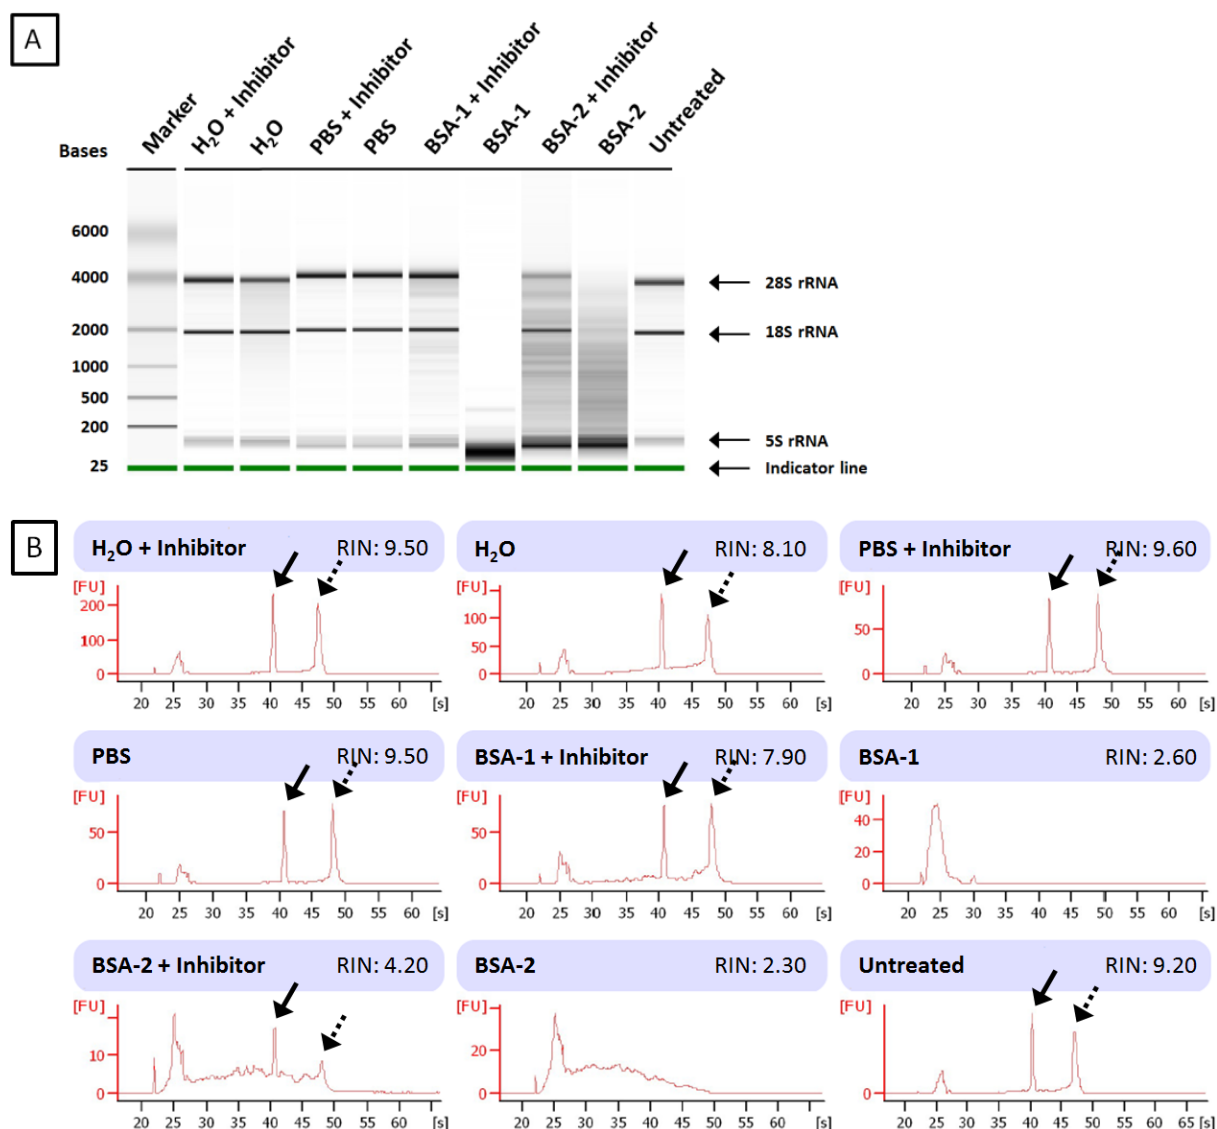 A
Marker
H₂O + Inhibitor
H₂O
PBS + Inhibitor
PBS
BSA-1 + Inhibitor
BSA-1
BSA-2 + Inhibitor
BSA-2
Untreated
Bases
6000
4000
28S rRNA
2000
18S rRNA
1000
500
200
5S rRNA
25
Indicator line
B
H₂O + Inhibitor RIN: 9.50
[FU]
200
100
0
20 25 30 35 40 45 50 55 60 [s]
H₂O RIN: 8.10
[FU]
100
50
0
20 25 30 35 40 45 50 55 60 [s]
PBS + Inhibitor RIN: 9.60
[FU]
50
0
20 25 30 35 40 45 50 55 60 [s]
PBS RIN: 9.50
[FU]
50
0
20 25 30 35 40 45 50 55 60 [s]
BSA-1 + Inhibitor RIN: 7.90
[FU]
50
0
20 25 30 35 40 45 50 55 60 [s]
BSA-1 RIN: 2.60
[FU]
40
20
0
20 25 30 35 40 45 50 55 60 [s]
BSA-2 + Inhibitor RIN: 4.20
[FU]
10
0
20 25 30 35 40 45 50 55 60 [s]
BSA-2 RIN: 2.30
[FU]
20
0
20 25 30 35 40 45 50 55 60 [s]
Untreated RIN: 9.20
[FU]
0
20 25 30 35 40 45 50 55 60 65 [s]